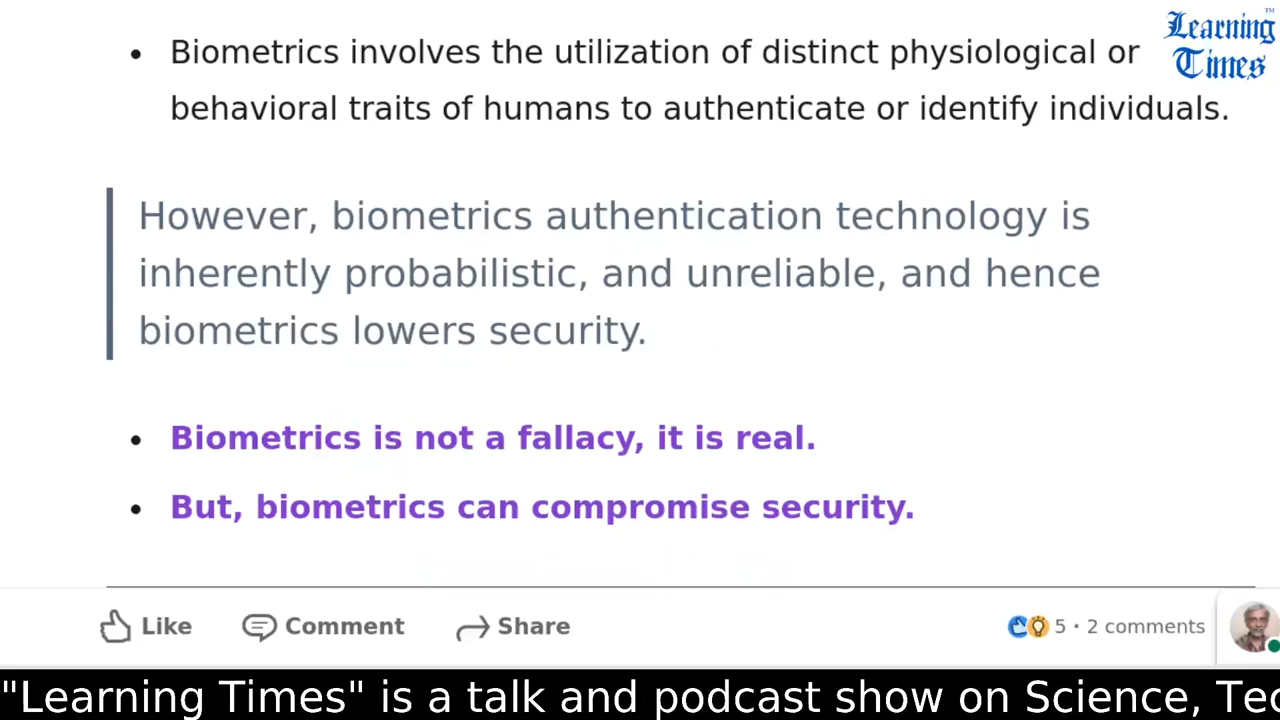 Learning
Times
TM
• Biometrics involves the utilization of distinct physiological or
behavioral traits of humans to authenticate or identify individuals.
However, biometrics authentication technology is
inherently probabilistic, and unreliable, and hence
biometrics lowers security.
• Biometrics is not a fallacy, it is real.
• But, biometrics can compromise security.
Like Comment Share 5 · 2 comments
"Learning Times" is a talk and podcast show on Science, Tec